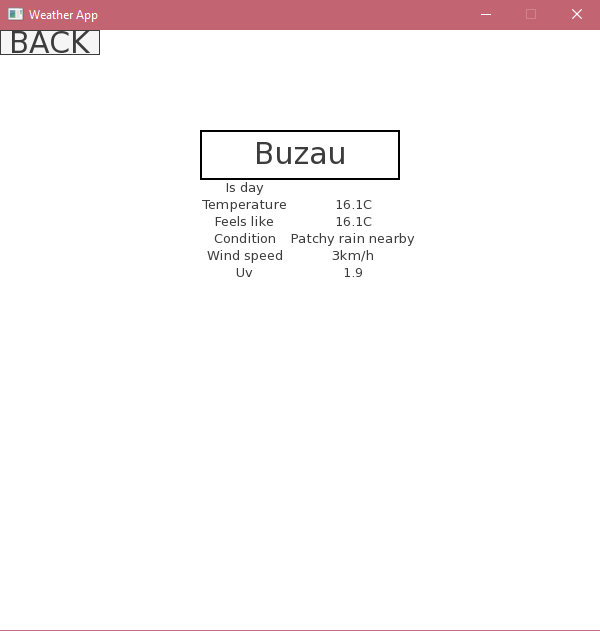 Weather App
BACK
Buzau
Is day
Temperature 16.1C
Feels like 16.1C
Condition Patchy rain nearby
Wind speed 3km/h
Uv 1.9